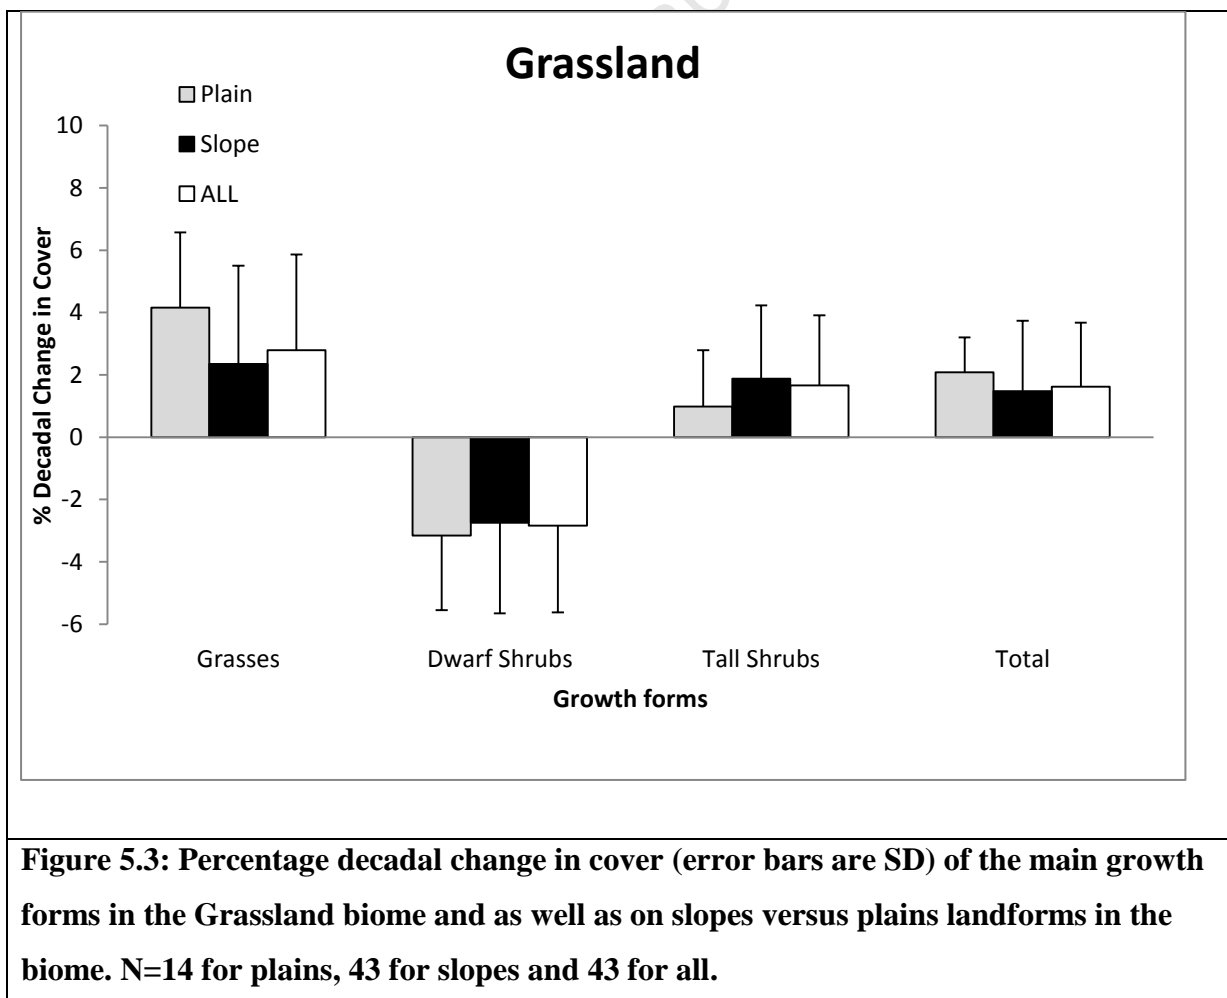 Grassland
Plain
Slope
ALL
% Decadal Change in Cover
10
8
6
4
2
0
-2
-4
-6
Grasses Dwarf Shrubs Tall Shrubs Total
Growth forms
Figure 5.3: Percentage decadal change in cover (error bars are SD) of the main growth
forms in the Grassland biome and as well as on slopes versus plains landforms in the
biome. N=14 for plains, 43 for slopes and 43 for all.